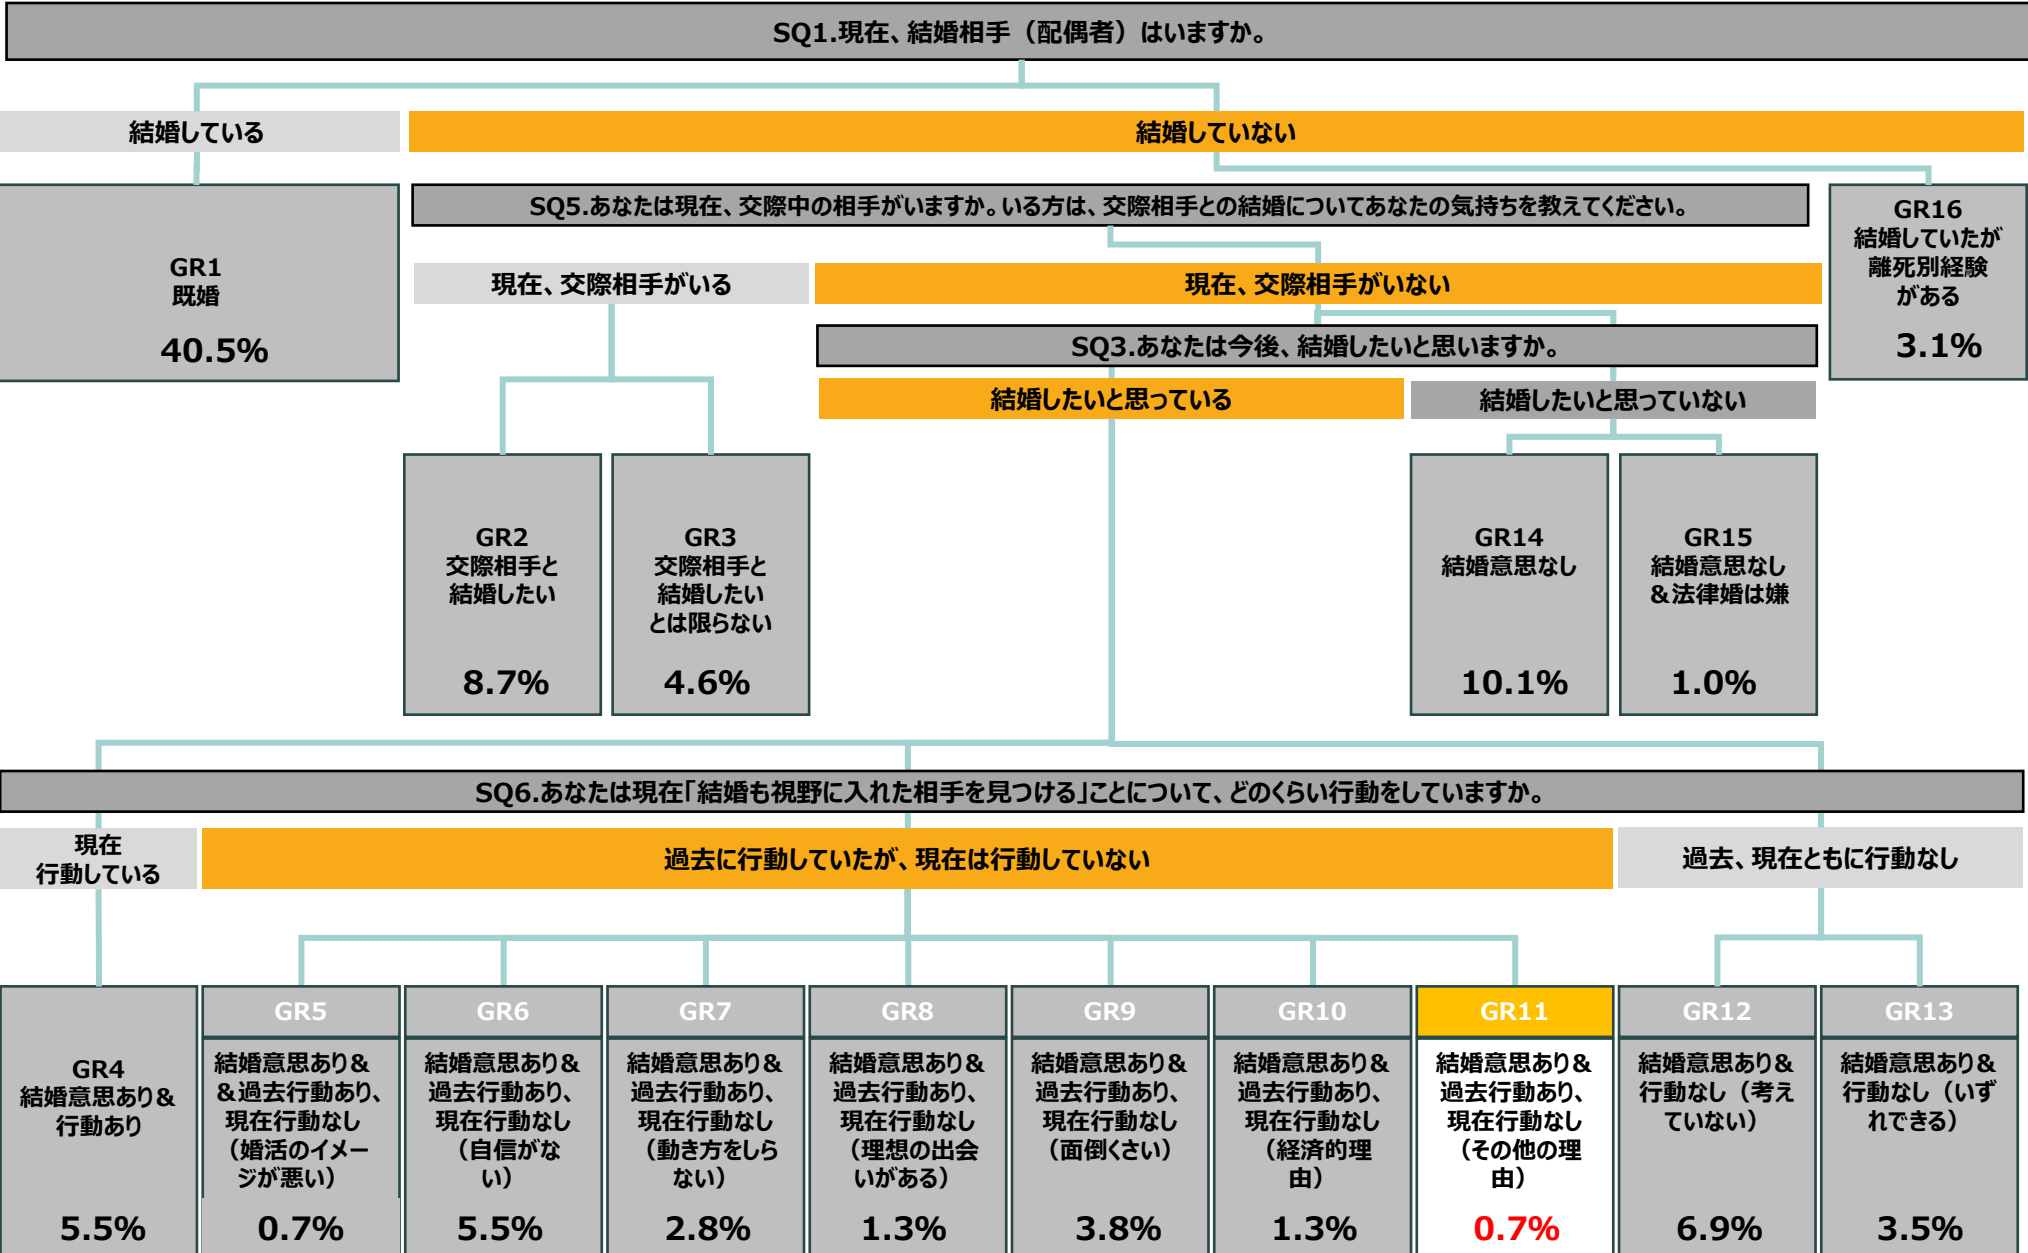 SQ1.現在、結婚相手（配偶者）はいますか。
結婚している
結婚していない
GR1
既婚
40.5%
SQ5.あなたは現在、交際中の相手がいますか。いる方は、交際相手との結婚についてあなたの気持ちを教えてください。
GR16
結婚していたが
離死別経験
がある
3.1%
現在、交際相手がいる
現在、交際相手がいない
SQ3.あなたは今後、結婚したいと思いますか。
結婚したいと思っている
結婚したいと思っていない
GR2
交際相手と
結婚したい
8.7%
GR3
交際相手と
結婚したい
とは限らない
4.6%
GR14
結婚意思なし
10.1%
GR15
結婚意思なし
＆法律婚は嫌
1.0%
SQ6.あなたは現在「結婚も視野に入れた相手を見つける」ことについて、どのくらい行動をしていますか。
現在
行動している
過去に行動していたが、現在は行動していない
過去、現在ともに行動なし
GR4
結婚意思あり＆
行動あり
5.5%
GR5
結婚意思あり＆
＆過去行動あり、
現在行動なし
（婚活のイメー
ジが悪い）
0.7%
GR6
結婚意思あり＆
過去行動あり、
現在行動なし
（自信がな
い）
5.5%
GR7
結婚意思あり＆
過去行動あり、
現在行動なし
（動き方をしら
ない）
2.8%
GR8
結婚意思あり＆
過去行動あり、
現在行動なし
（理想の出会
いがある）
1.3%
GR9
結婚意思あり＆
過去行動あり、
現在行動なし
（面倒くさい）
3.8%
GR10
結婚意思あり＆
過去行動あり、
現在行動なし
（経済的理
由）
1.3%
GR11
結婚意思あり＆
過去行動あり、
現在行動なし
（その他の理
由）
0.7%
GR12
結婚意思あり＆
行動なし（考え
ていない）
6.9%
GR13
結婚意思あり＆
行動なし（いず
れできる）
3.5%